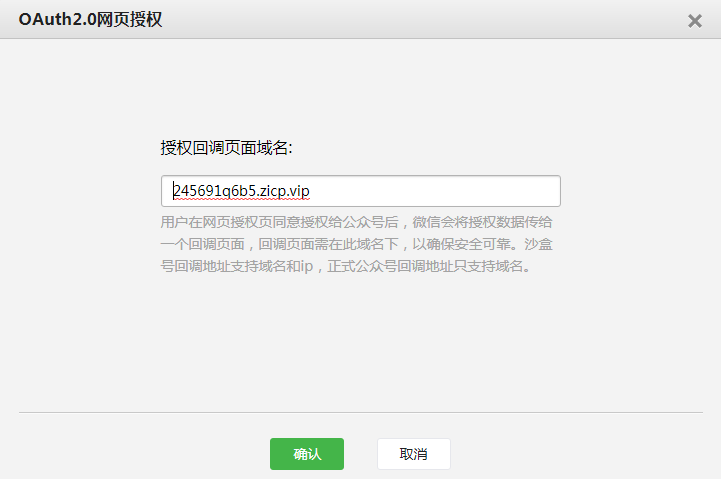 OAuth2.0网页授权
授权回调页面域名:
245691g6b5.zicp.vip
用户在网页授权页同意授权给公众号后，微信会将授权数据传给
一个回调页面，回调页面需在此域名下，以确保安全可靠。沙盒
号回调地址支持域名和ip，正式公众号回调地址只支持域名。
确认
取消